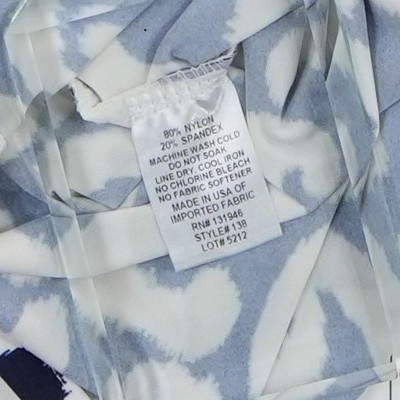 80% NYLON
20% SPANDEX
MACHINE WASH COLD
DO NOT SOAK
LINE DRY. COOL IRON
NO CHLORINE BLEACH
NO FABRIC SOFTENER
MADE IN USA OF
IMPORTED FABRIC
RN# 131946
STYLE# 138
LOT# 5212